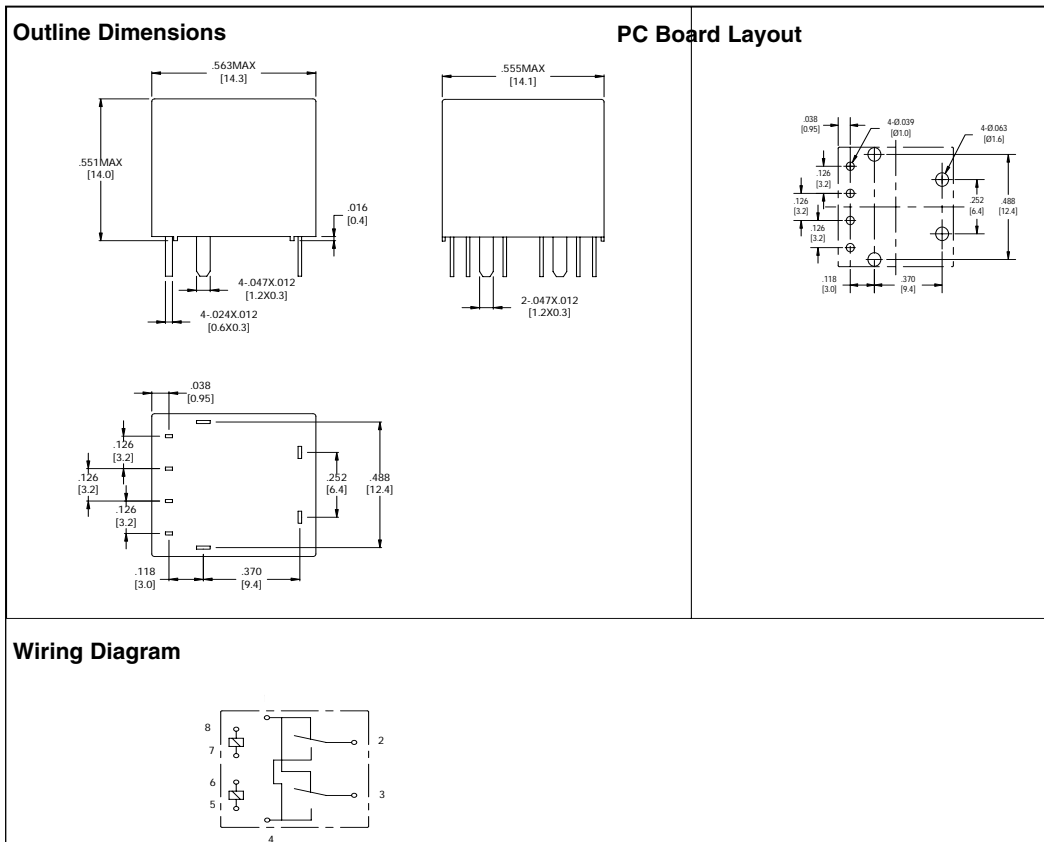 Outline Dimensions
PC Board Layout
.563MAX
[14.3]
.551MAX
[14.0]
.016
[0.4]
4-.047X.012
[1.2X0.3]
4-.024X.012
[0.6X0.3]
.555MAX
[14.1]
2-.047X.012
[1.2X0.3]
.038
[0.95]
4-Ø.039
[Ø1.0]
4-Ø.063
[Ø1.6]
.126
[3.2]
.126
[3.2]
.126
[3.2]
.252
[6.4]
.488
[12.4]
.118
[3.0]
.370
[9.4]
.038
[0.95]
.126
[3.2]
.126
[3.2]
.126
[3.2]
.252
[6.4]
.488
[12.4]
.118
[3.0]
.370
[9.4]
Wiring Diagram
8
7
2
6
5
3
4